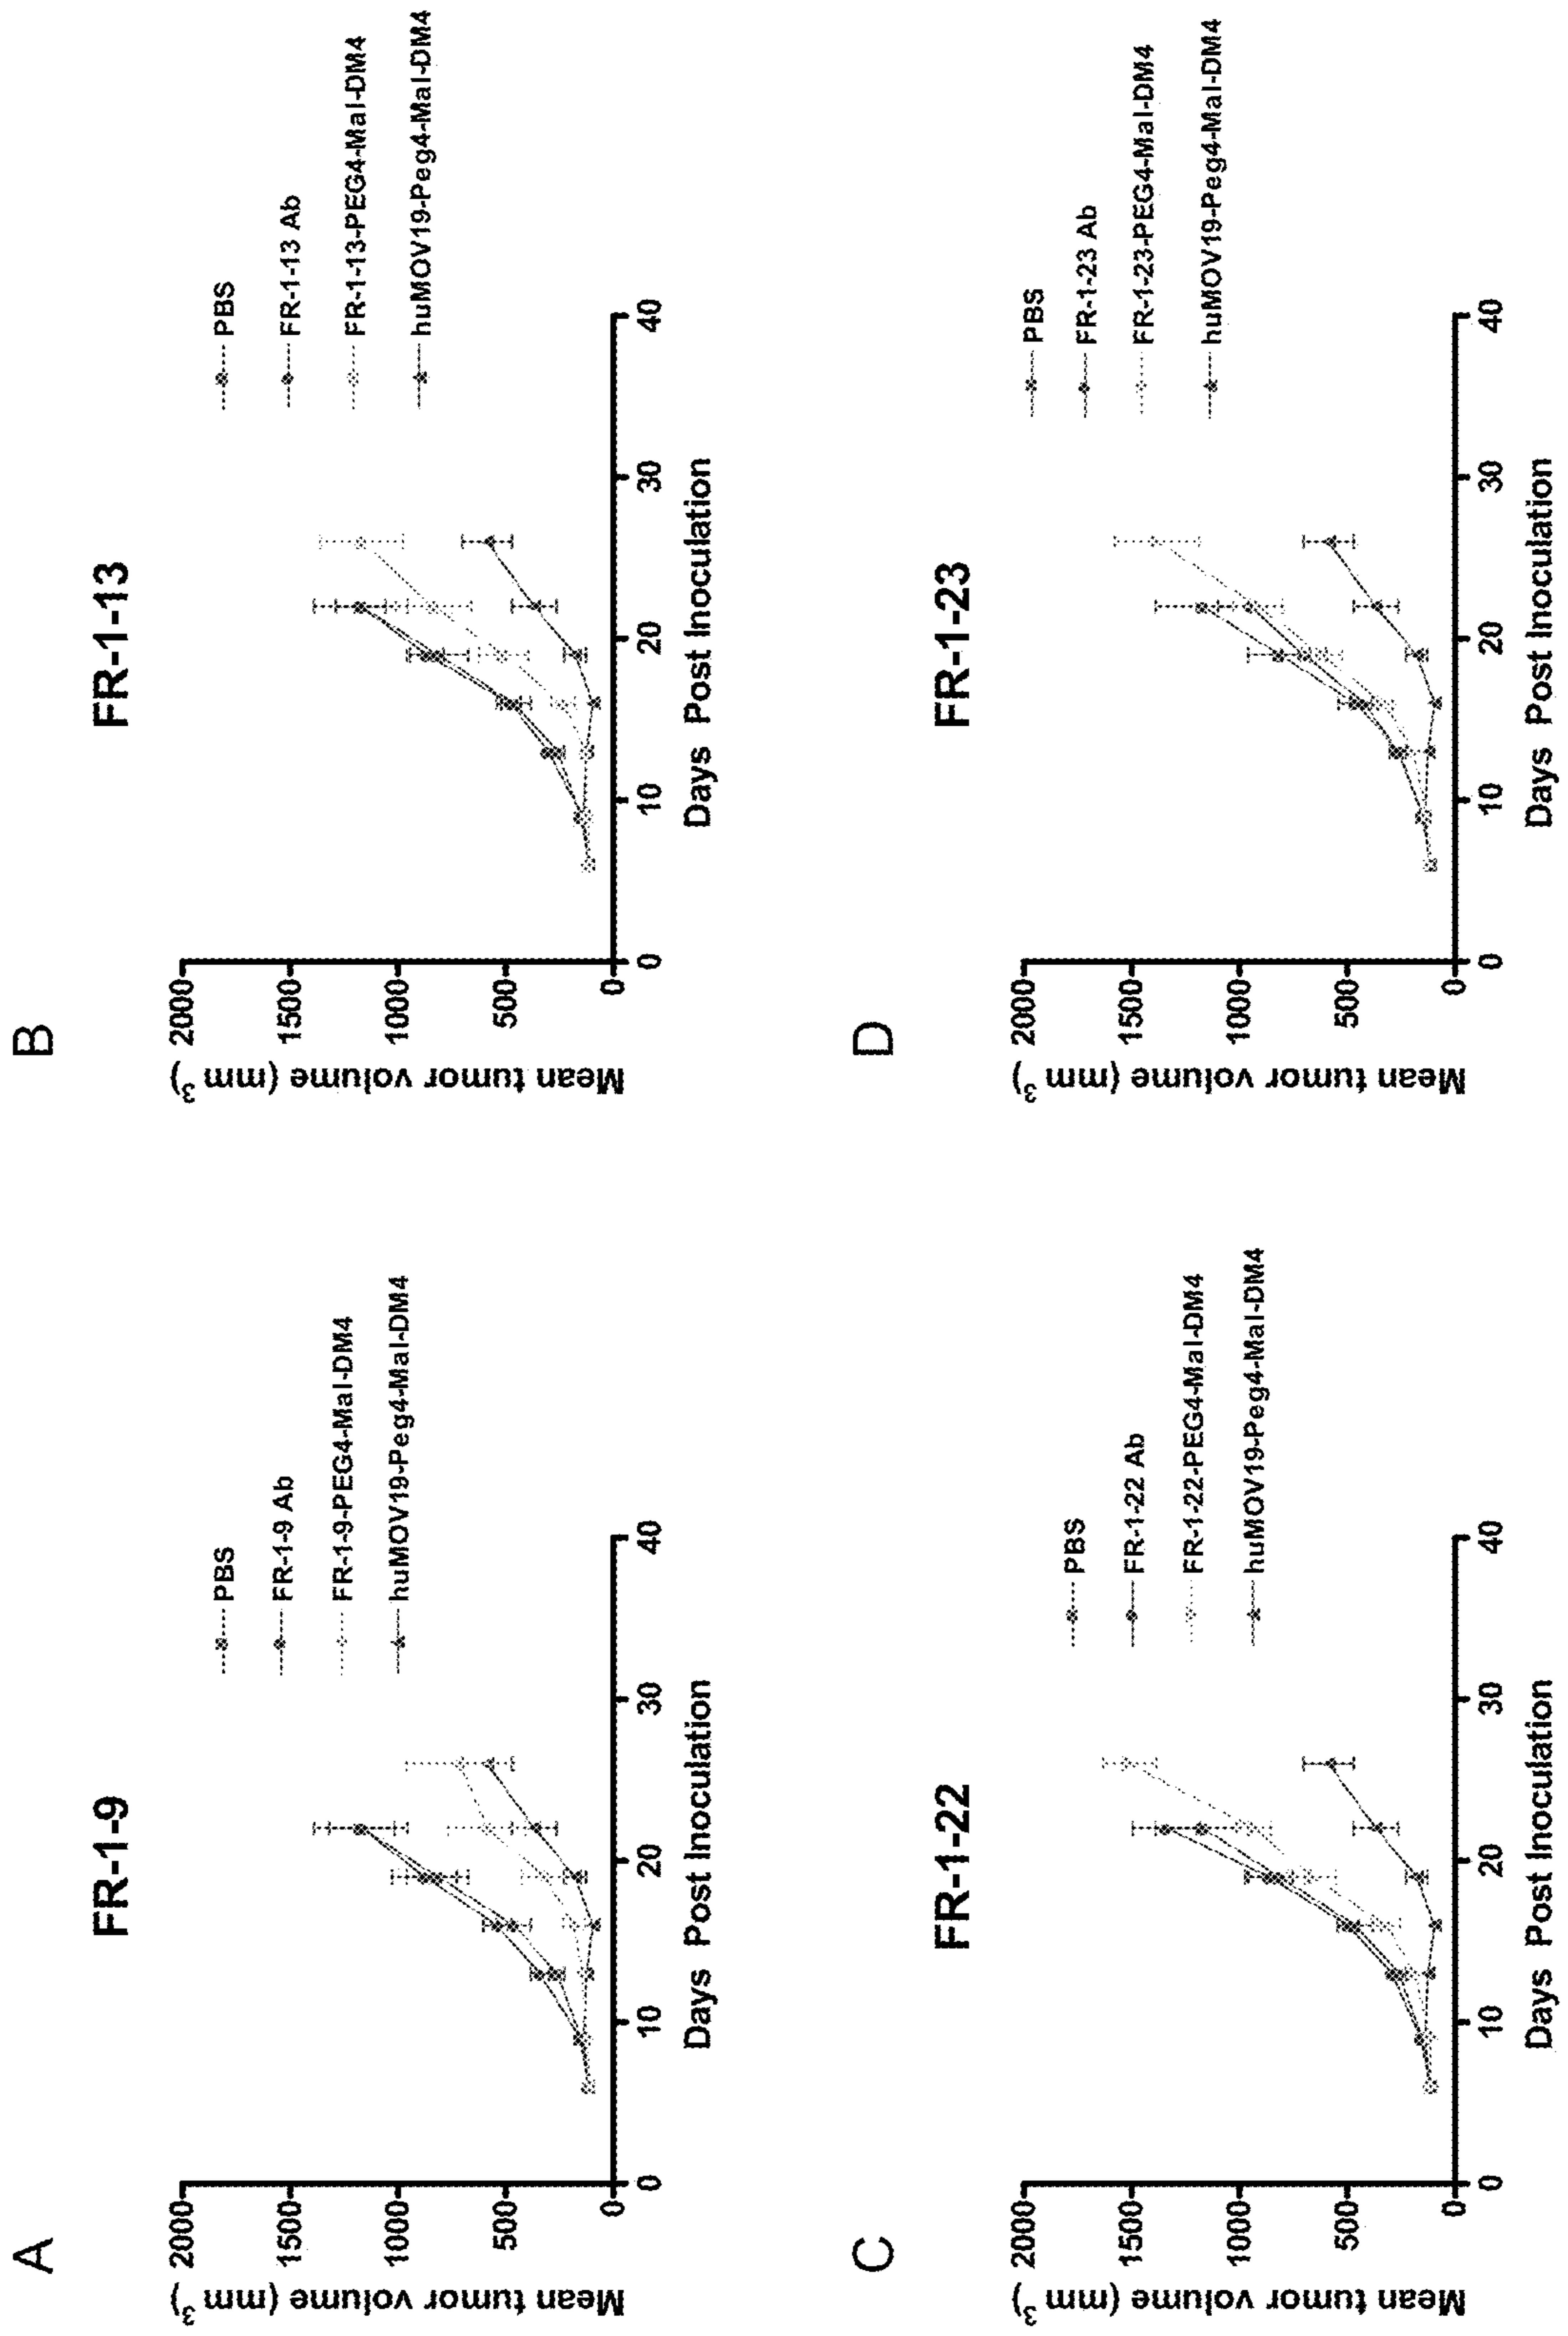 A
FR-1-9
Mean tumor volume (mm3)
2000
1500
1000
500
0
0 10 20 30 40
Days Post Inoculation
PBS
FR-1-9 Ab
FR-1-9-PEG4-Mal-DM4
huMOV19-Peg4-Mal-DM4
B
FR-1-13
Mean tumor volume (mm3)
2000
1500
1000
500
0
0 10 20 30 40
Days Post Inoculation
PBS
FR-1-13 Ab
FR-1-13-PEG4-Mal-DM4
huMOV19-Peg4-Mal-DM4
C
FR-1-22
Mean tumor volume (mm3)
2000
1500
1000
500
0
0 10 20 30 40
Days Post Inoculation
PBS
FR-1-22 Ab
FR-1-22-PEG4-Mal-DM4
huMOV19-Peg4-Mal-DM4
D
FR-1-23
Mean tumor volume (mm3)
2000
1500
1000
500
0
0 10 20 30 40
Days Post Inoculation
PBS
FR-1-23 Ab
FR-1-23-PEG4-Mal-DM4
huMOV19-Peg4-Mal-DM4